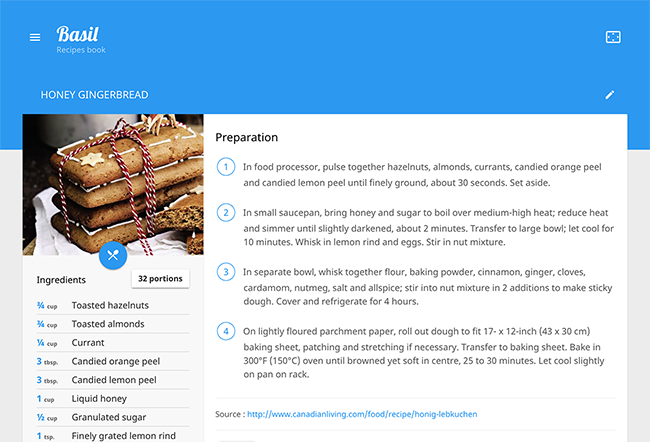 Basil
Recipes book
HONEY GINGERBREAD
Preparation
1 In food processor, pulse together hazelnuts, almonds, currants, candied orange peel
and candied lemon peel until finely ground, about 30 seconds. Set aside.
2 In small saucepan, bring honey and sugar to boil over medium-high heat; reduce heat
and simmer until slightly darkened, about 2 minutes. Transfer to large bowl; let cool for
10 minutes. Whisk in lemon rind and eggs. Stir in nut mixture.
3 In separate bowl, whisk together flour, baking powder, cinnamon, ginger, cloves,
cardamom, nutmeg, salt and allspice; stir into nut mixture in 2 additions to make sticky
dough. Cover and refrigerate for 4 hours.
4 On lightly floured parchment paper, roll out dough to fit 17- x 12-inch (43 x 30 cm)
baking sheet, patching and stretching if necessary. Transfer to baking sheet. Bake in
300°F (150°C) oven until browned yet soft in centre, 25 to 30 minutes. Let cool slightly
on pan on rack.
Source : http://www.canadianliving.com/food/recipe/honig-lebkuchen
Ingredients
32 portions
¾ cup Toasted hazelnuts
¾ cup Toasted almonds
¼ cup Currant
3 tbsp. Candied orange peel
3 tbsp. Candied lemon peel
1 cup Liquid honey
½ cup Granulated sugar
1 tsp. Finely grated lemon rind